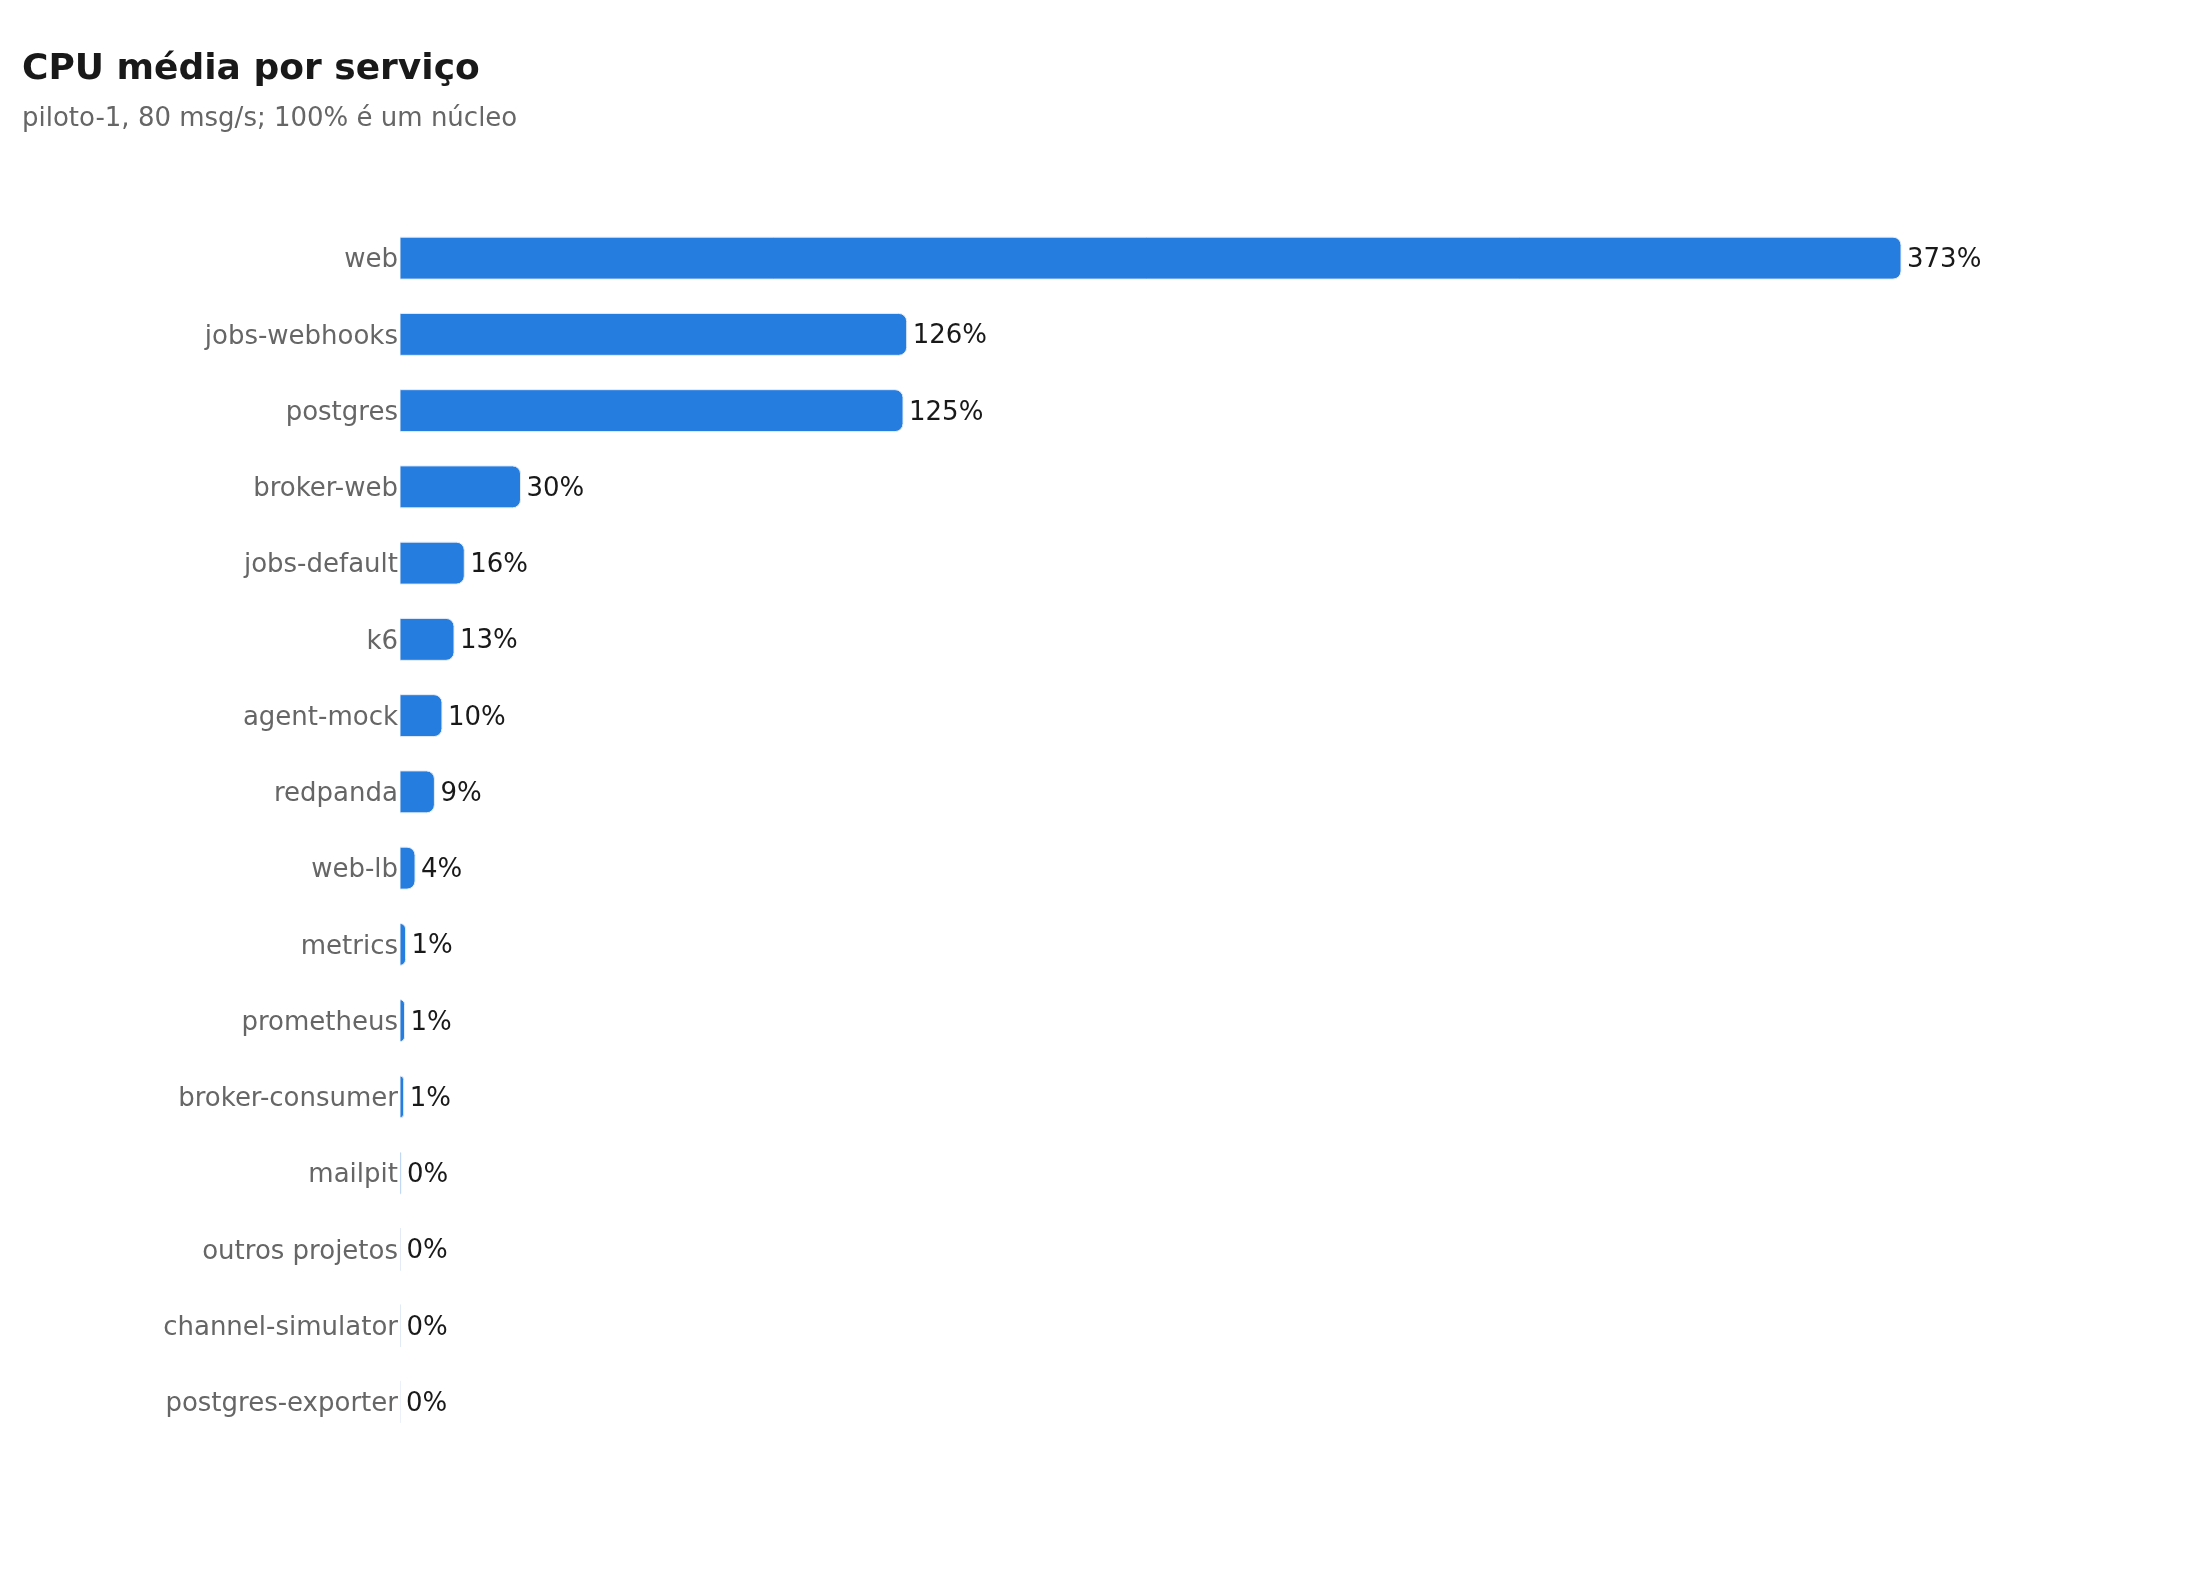 CPU média por serviço
piloto-1, 80 msg/s; 100% é um núcleo
web 373%
jobs-webhooks 126%
postgres 125%
broker-web 30%
jobs-default 16%
k6 13%
agent-mock 10%
redpanda 9%
web-lb 4%
metrics 1%
prometheus 1%
broker-consumer 1%
mailpit 0%
outros projetos 0%
channel-simulator 0%
postgres-exporter 0%